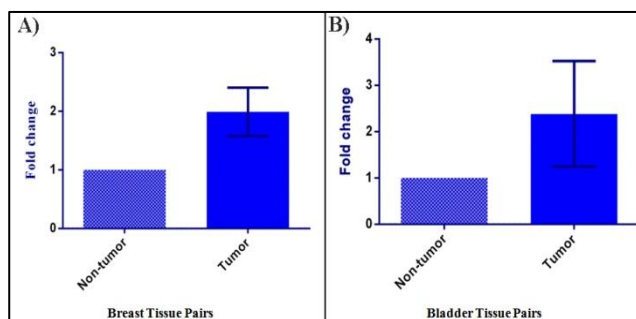 A)
3
2
1
0
Fold change
Non-tumor
Tumor
Breast Tissue Pairs
B)
4
3
2
1
0
Fold change
Non-tumor
Tumor
Bladder Tissue Pairs